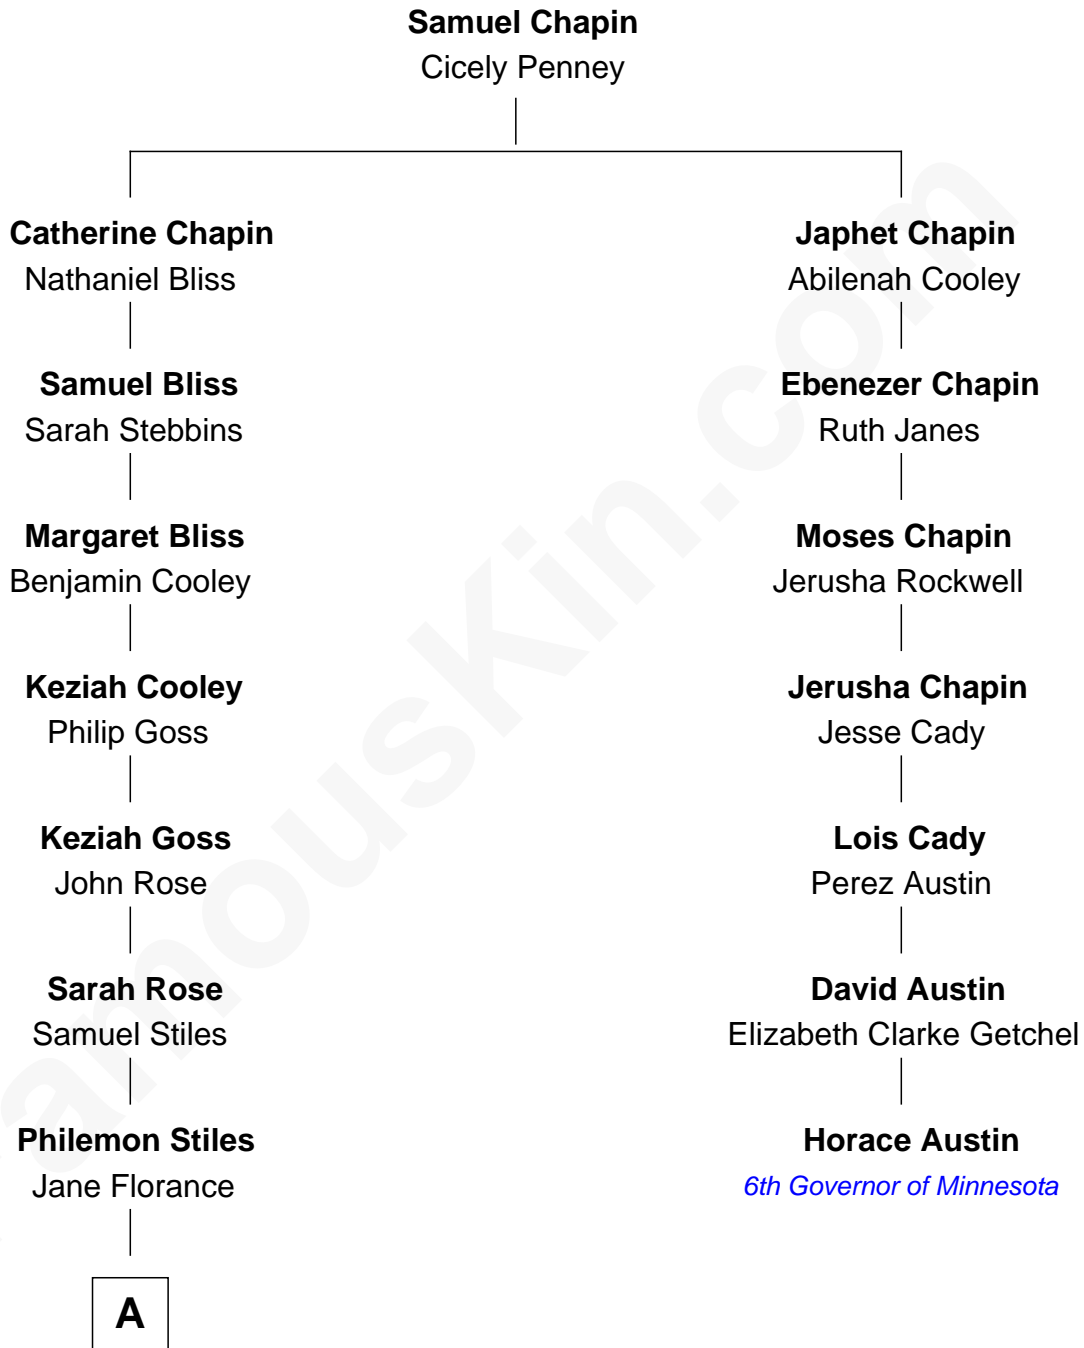 Samuel Chapin
Cicely Penney
Catherine Chapin
Nathaniel Bliss
Samuel Bliss
Sarah Stebbins
Margaret Bliss
Benjamin Cooley
Keziah Cooley
Philip Goss
Keziah Goss
John Rose
Sarah Rose
Samuel Stiles
Philemon Stiles
Jane Florance
A
Japhet Chapin
Abilenah Cooley
Ebenezer Chapin
Ruth Janes
Moses Chapin
Jerusha Rockwell
Jerusha Chapin
Jesse Cady
Lois Cady
Perez Austin
David Austin
Elizabeth Clarke Getchel
Horace Austin
6th Governor of Minnesota
amouskin.com